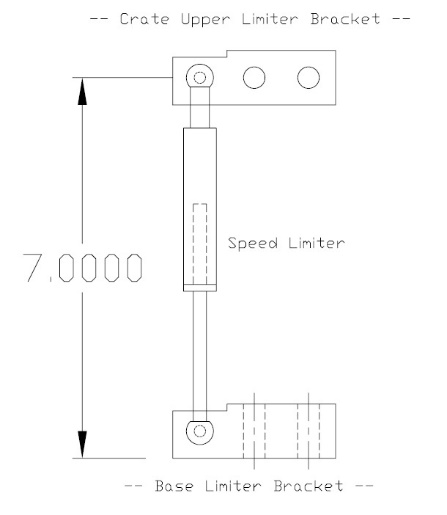 -- Crate Upper Limiter Bracket --
Speed Limiter
7.0000
-- Base Limiter Bracket --